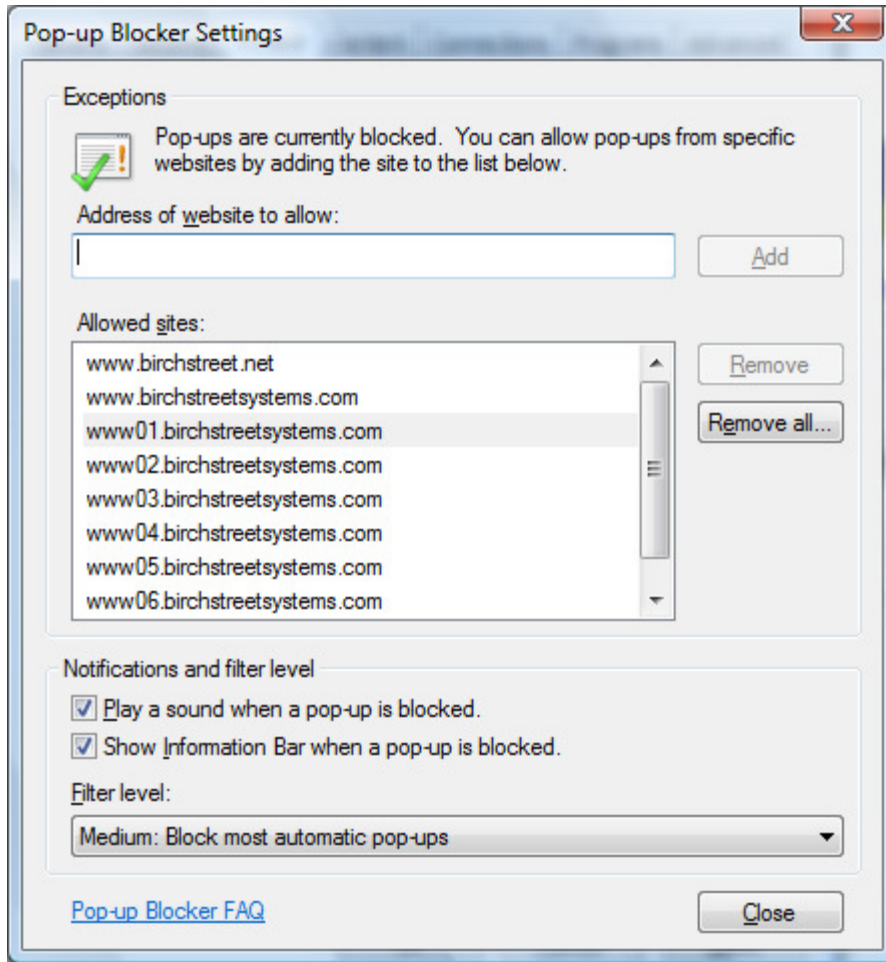 Pop-up Blocker Settings
Exceptions
Pop-ups are currently blocked.  You can allow pop-ups from specific
websites by adding the site to the list below.
Address of website to allow:
Add
Allowed sites:
www.birchstreet.net
Remove
www.birchstreetsystems.com
www01.birchstreetsystems.com
Remove all...
www02.birchstreetsystems.com
www03.birchstreetsystems.com
www04.birchstreetsystems.com
www05.birchstreetsystems.com
www06.birchstreetsystems.com
Notifications and filter level
Play a sound when a pop-up is blocked.
Show Information Bar when a pop-up is blocked.
Filter level:
Medium: Block most automatic pop-ups
Pop-up Blocker FAQ
Close